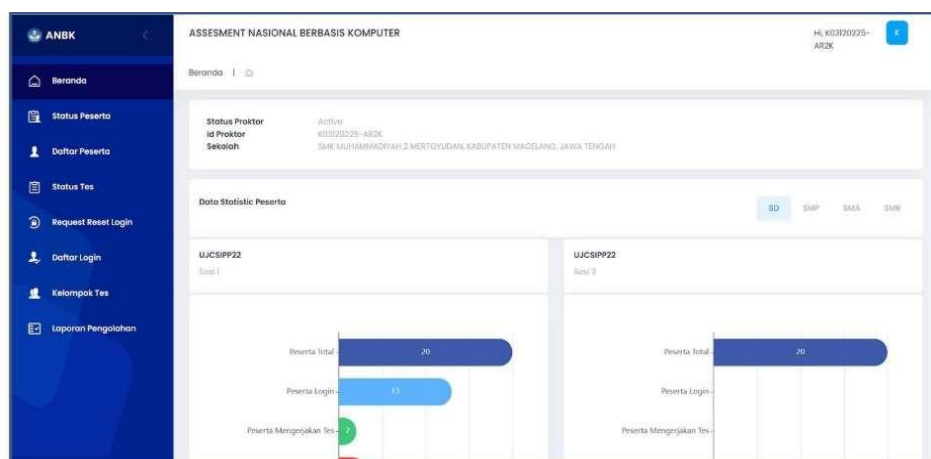 ANBK
Beranda
Status Peserta
Daftar Peserta
Status Tes
Request Reset Login
Daftar Login
Kelompok Tes
Laporan Pengolahan
ASSESMENT NASIONAL BERBASIS KOMPUTER
Hi, K03120225-
AR2K
K
Beranda |
Status Proktor Active
Id Proktor K03120225-AR2K
Sekolah SMK MUHAMMADIYAH 2 MERTOYUDAN, KABUPATEN MAGELANG, JAWA TENGAH
Data Statistic Peserta
SD SMP SMA SMK
UJCSIPP22
Sesi 1
Peserta Total 20
Peserta Login 13
Peserta Mengerjakan Tes 2
UJCSIPP22
Sesi 2
Peserta Total 20
Peserta Login
Peserta Mengerjakan Tes